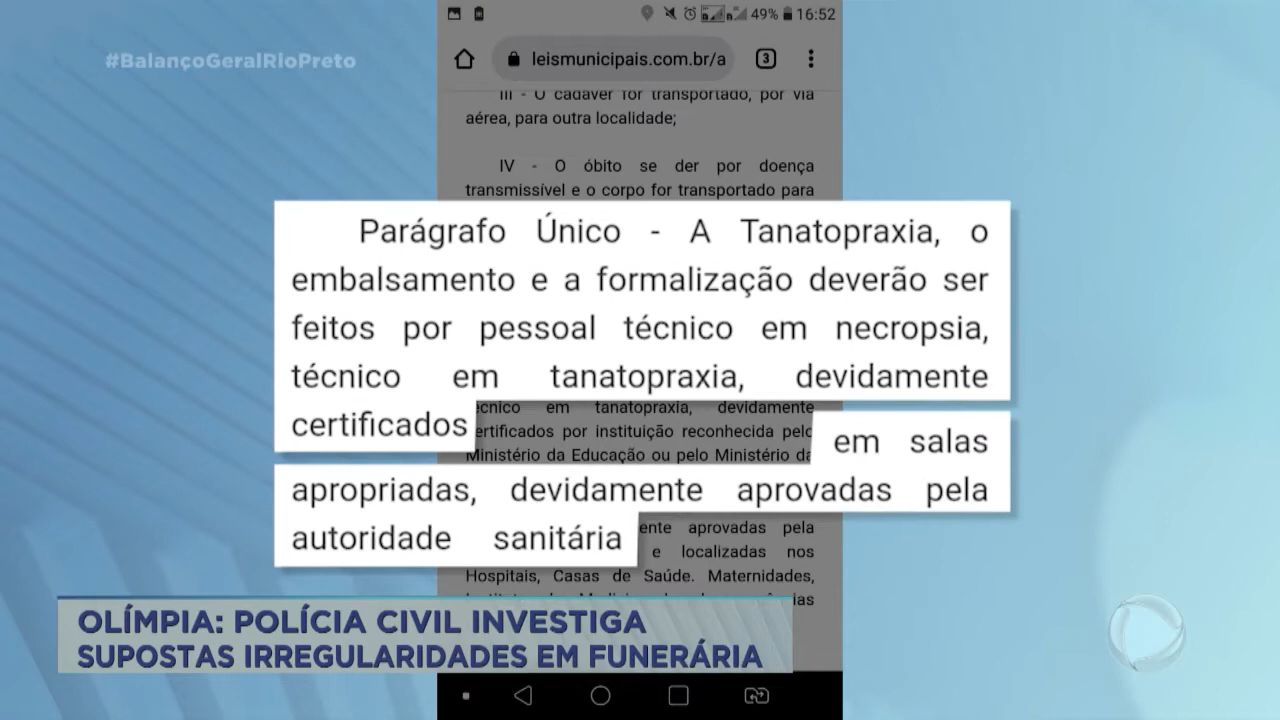 49% 16:52
#BalançoGeralRioPreto
leismunicipais.com.br/a
3
III - O cadáver for transportado, por via
aérea, para outra localidade;
IV - O óbito se der por doença
transmissível e o corpo for transportado para
Parágrafo Único - A Tanatopraxia, o
embalsamento e a formalização deverão ser
feitos por pessoal técnico em necropsia,
técnico em tanatopraxia, devidamente
certificados
técnico em tanatopraxia, devidamente
certificados por instituição reconhecida pelo
Ministério da Educação ou pelo Ministério da
em salas
apropriadas, devidamente aprovadas pela
autoridade sanitária
ente aprovadas pela
e localizadas nos
Hospitais, Casas de Saúde. Maternidades,
OLÍMPIA: POLÍCIA CIVIL INVESTIGA
SUPOSTAS IRREGULARIDADES EM FUNERÁRIA